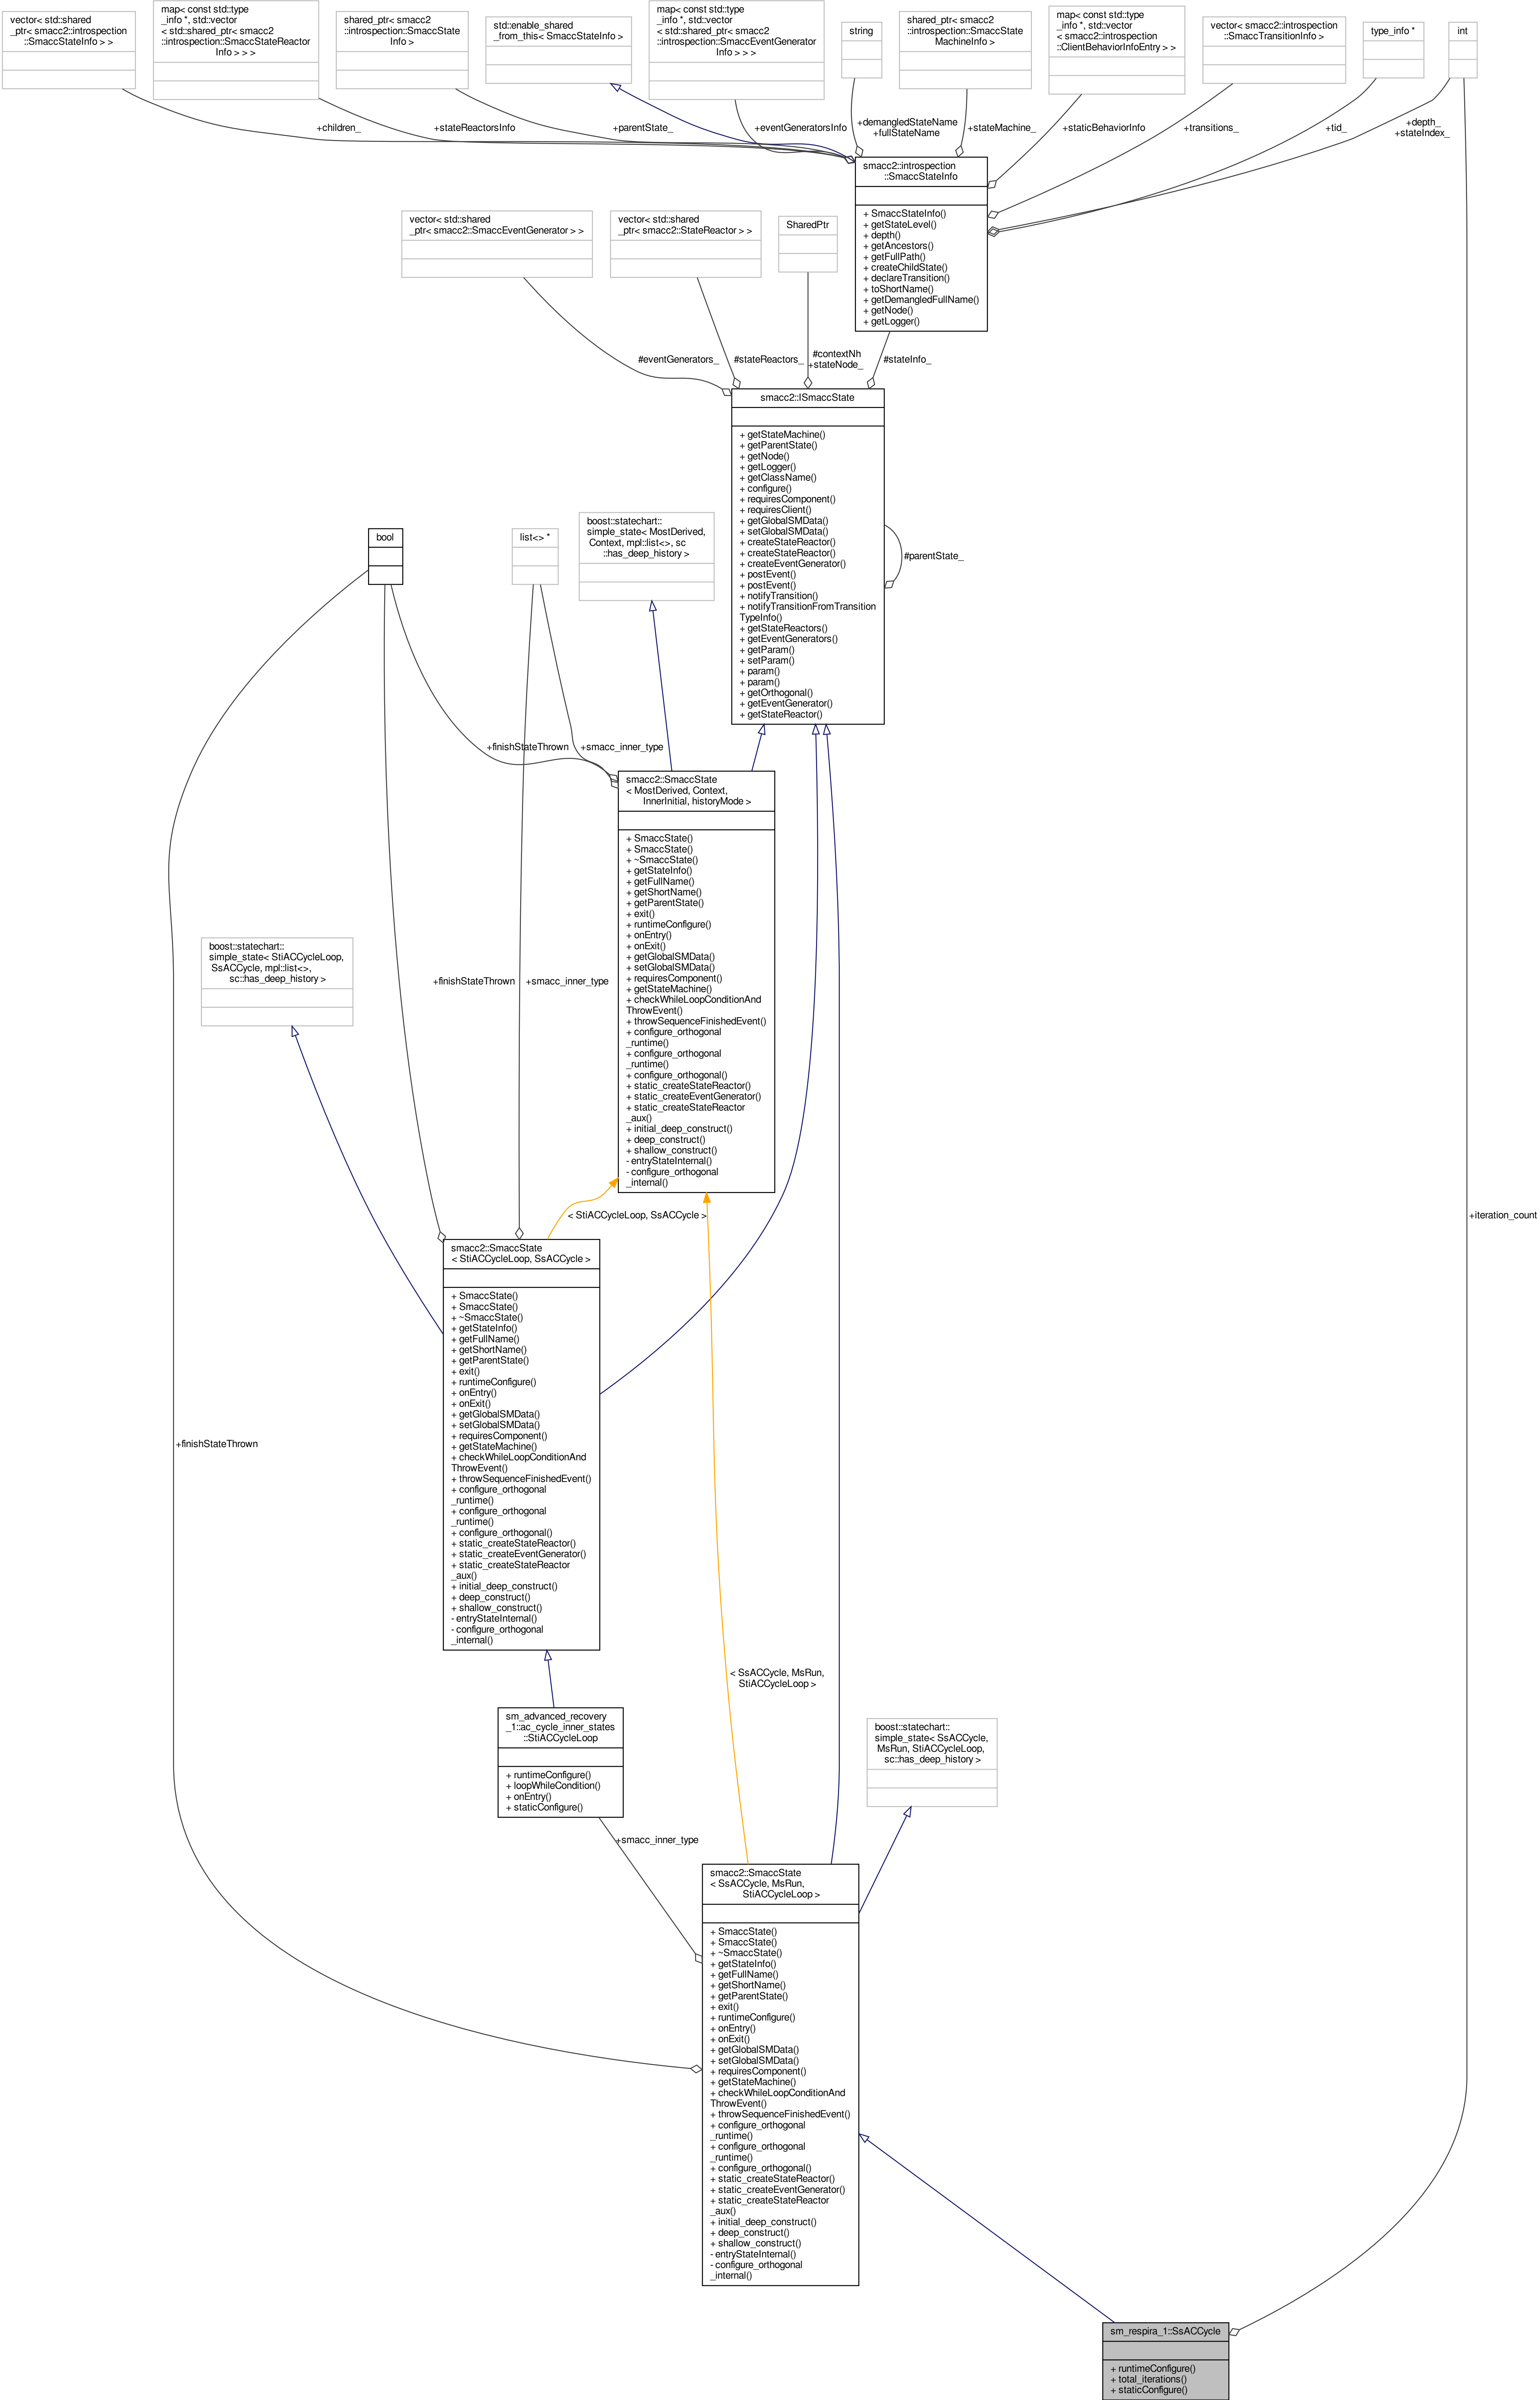 vector< std::shared
_ptr< smacc2::introspection
::SmaccStateInfo > >
map< const std::type
_info *, std::vector
< std::shared_ptr< smacc2
::introspection::SmaccStateReactor
Info > > >
shared_ptr< smacc2
::introspection::SmaccState
Info >
std::enable_shared
_from_this< SmaccStateInfo >
map< const std::type
_info *, std::vector
< std::shared_ptr< smacc2
::introspection::SmaccEventGenerator
Info > > >
string
shared_ptr< smacc2
::introspection::SmaccState
MachineInfo >
map< const std::type
_info *, std::vector
< smacc2::introspection
::ClientBehaviorInfoEntry > >
vector< smacc2::introspection
::SmaccTransitionInfo >
type_info *
int
+children_
+stateReactorsInfo
+parentState_
+eventGeneratorsInfo
+demangledStateName
+fullStateName
+stateMachine_
+staticBehaviorInfo
+transitions_
+tid_
+depth_
+stateIndex_
smacc2::introspection
::SmaccStateInfo
+ SmaccStateInfo()
+ getStateLevel()
+ depth()
+ getAncestors()
+ getFullPath()
+ createChildState()
+ declareTransition()
+ toShortName()
+ getDemangledFullName()
+ getNode()
+ getLogger()
vector< std::shared
_ptr< smacc2::SmaccEventGenerator > >
vector< std::shared
_ptr< smacc2::StateReactor > >
SharedPtr
#eventGenerators_
#stateReactors_
#contextNh
+stateNode_
#stateInfo_
smacc2::ISmaccState
+ getStateMachine()
+ getParentState()
+ getNode()
+ getLogger()
+ getClassName()
+ configure()
+ requiresComponent()
+ requiresClient()
+ getGlobalSMData()
+ setGlobalSMData()
+ createStateReactor()
+ createStateReactor()
+ createEventGenerator()
+ postEvent()
+ postEvent()
+ notifyTransition()
+ notifyTransitionFromTransition
TypeInfo()
+ getStateReactors()
+ getEventGenerators()
+ getParam()
+ setParam()
+ param()
+ param()
+ getOrthogonal()
+ getEventGenerator()
+ getStateReactor()
#parentState_
bool
list<> *
boost::statechart::
simple_state< MostDerived,
Context, mpl::list<>, sc
::has_deep_history >
+finishStateThrown
+smacc_inner_type
smacc2::SmaccState
< MostDerived, Context,
InnerInitial, historyMode >
+ SmaccState()
+ SmaccState()
+ ~SmaccState()
+ getStateInfo()
+ getFullName()
+ getShortName()
+ getParentState()
+ exit()
+ runtimeConfigure()
+ onEntry()
+ onExit()
+ getGlobalSMData()
+ setGlobalSMData()
+ requiresComponent()
+ getStateMachine()
+ checkWhileLoopConditionAnd
ThrowEvent()
+ throwSequenceFinishedEvent()
+ configure_orthogonal
_runtime()
+ configure_orthogonal
_runtime()
+ configure_orthogonal()
+ static_createStateReactor()
+ static_createEventGenerator()
+ static_createStateReactor
_aux()
+ initial_deep_construct()
+ deep_construct()
+ shallow_construct()
- entryStateInternal()
- configure_orthogonal
_internal()
boost::statechart::
simple_state< StiACCycleLoop,
SsACCycle, mpl::list<>,
sc::has_deep_history >
+finishStateThrown
+smacc_inner_type
< StiACCycleLoop, SsACCycle >
+iteration_count
smacc2::SmaccState
< StiACCycleLoop, SsACCycle >
+ SmaccState()
+ SmaccState()
+ ~SmaccState()
+ getStateInfo()
+ getFullName()
+ getShortName()
+ getParentState()
+ exit()
+ runtimeConfigure()
+ onEntry()
+ onExit()
+ getGlobalSMData()
+ setGlobalSMData()
+ requiresComponent()
+ getStateMachine()
+ checkWhileLoopConditionAnd
ThrowEvent()
+ throwSequenceFinishedEvent()
+ configure_orthogonal
_runtime()
+ configure_orthogonal
_runtime()
+ configure_orthogonal()
+ static_createStateReactor()
+ static_createEventGenerator()
+ static_createStateReactor
_aux()
+ initial_deep_construct()
+ deep_construct()
+ shallow_construct()
- entryStateInternal()
- configure_orthogonal
_internal()
+finishStateThrown
< SsACCycle, MsRun,
StiACCycleLoop >
sm_advanced_recovery
_1::ac_cycle_inner_states
::StiACCycleLoop
+ runtimeConfigure()
+ loopWhileCondition()
+ onEntry()
+ staticConfigure()
boost::statechart::
simple_state< SsACCycle,
MsRun, StiACCycleLoop,
sc::has_deep_history >
+smacc_inner_type
smacc2::SmaccState
< SsACCycle, MsRun,
StiACCycleLoop >
+ SmaccState()
+ SmaccState()
+ ~SmaccState()
+ getStateInfo()
+ getFullName()
+ getShortName()
+ getParentState()
+ exit()
+ runtimeConfigure()
+ onEntry()
+ onExit()
+ getGlobalSMData()
+ setGlobalSMData()
+ requiresComponent()
+ getStateMachine()
+ checkWhileLoopConditionAnd
ThrowEvent()
+ throwSequenceFinishedEvent()
+ configure_orthogonal
_runtime()
+ configure_orthogonal
_runtime()
+ configure_orthogonal()
+ static_createStateReactor()
+ static_createEventGenerator()
+ static_createStateReactor
_aux()
+ initial_deep_construct()
+ deep_construct()
+ shallow_construct()
- entryStateInternal()
- configure_orthogonal
_internal()
sm_respira_1::SsACCycle
+ runtimeConfigure()
+ total_iterations()
+ staticConfigure()